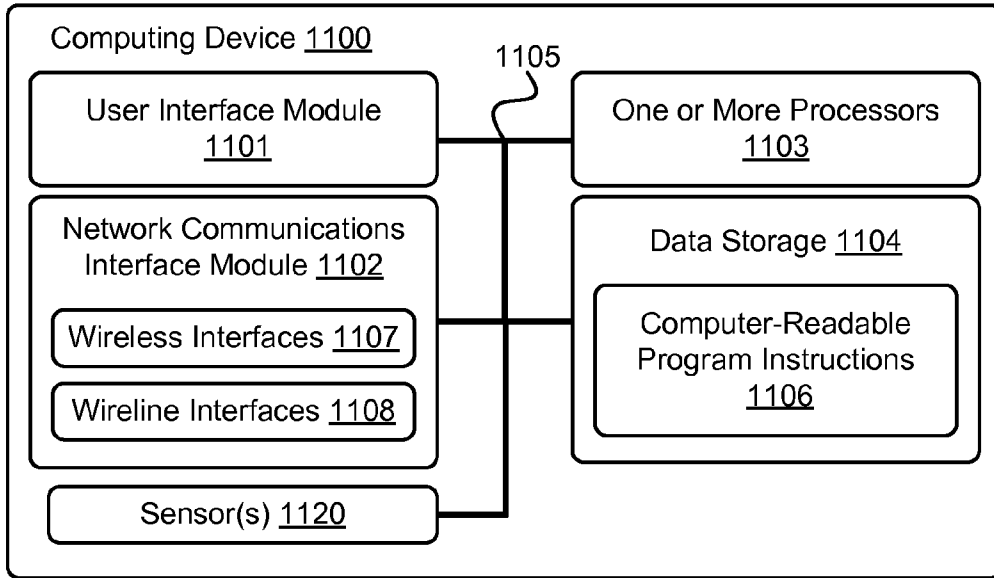 Computing Device 1100
1105
User Interface Module
1101
One or More Processors
1103
Network Communications
Interface Module 1102
Wireless Interfaces 1107
Wireline Interfaces 1108
Data Storage 1104
Computer-Readable
Program Instructions
1106
Sensor(s) 1120